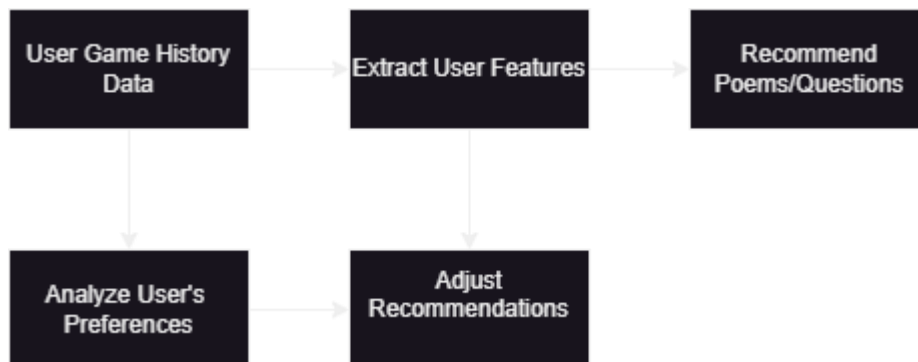 User Game History
Data
Extract User Features
Recommend
Poems/Questions
Analyze User's
Preferences
Adjust
Recommendations